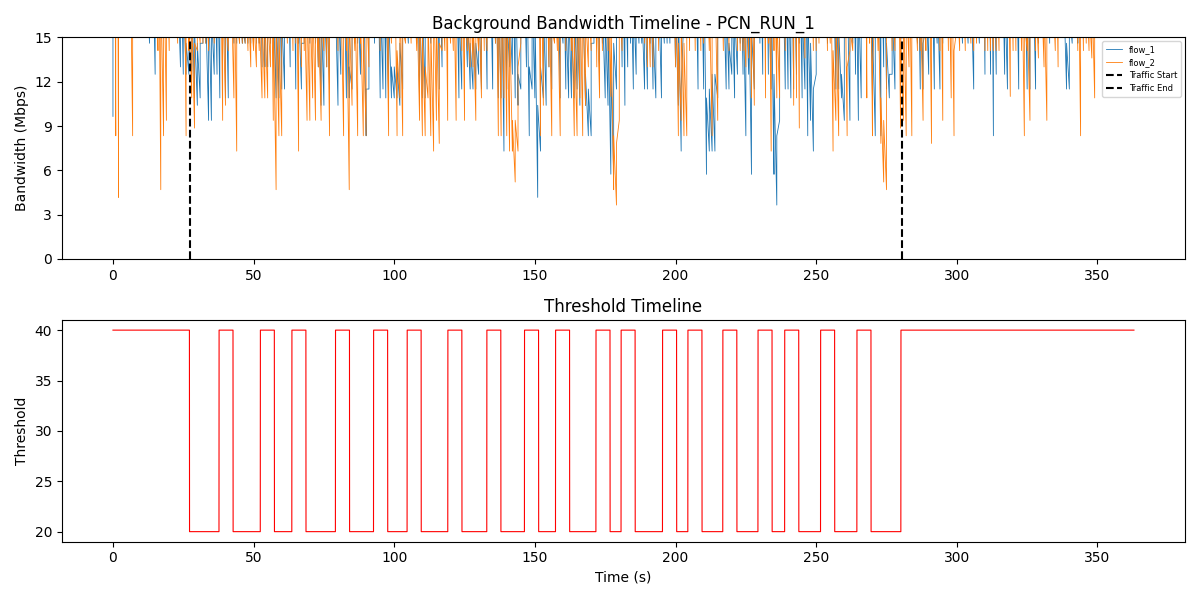 Background Bandwidth Timeline - PCN_RUN_1
15
12
9
6
3
0
Bandwidth (Mbps)
flow_1
flow_2
Traffic Start
Traffic End
0 50 100 150 200 250 300 350
Threshold Timeline
40
35
30
25
20
Threshold
0 50 100 150 200 250 300 350
Time (s)